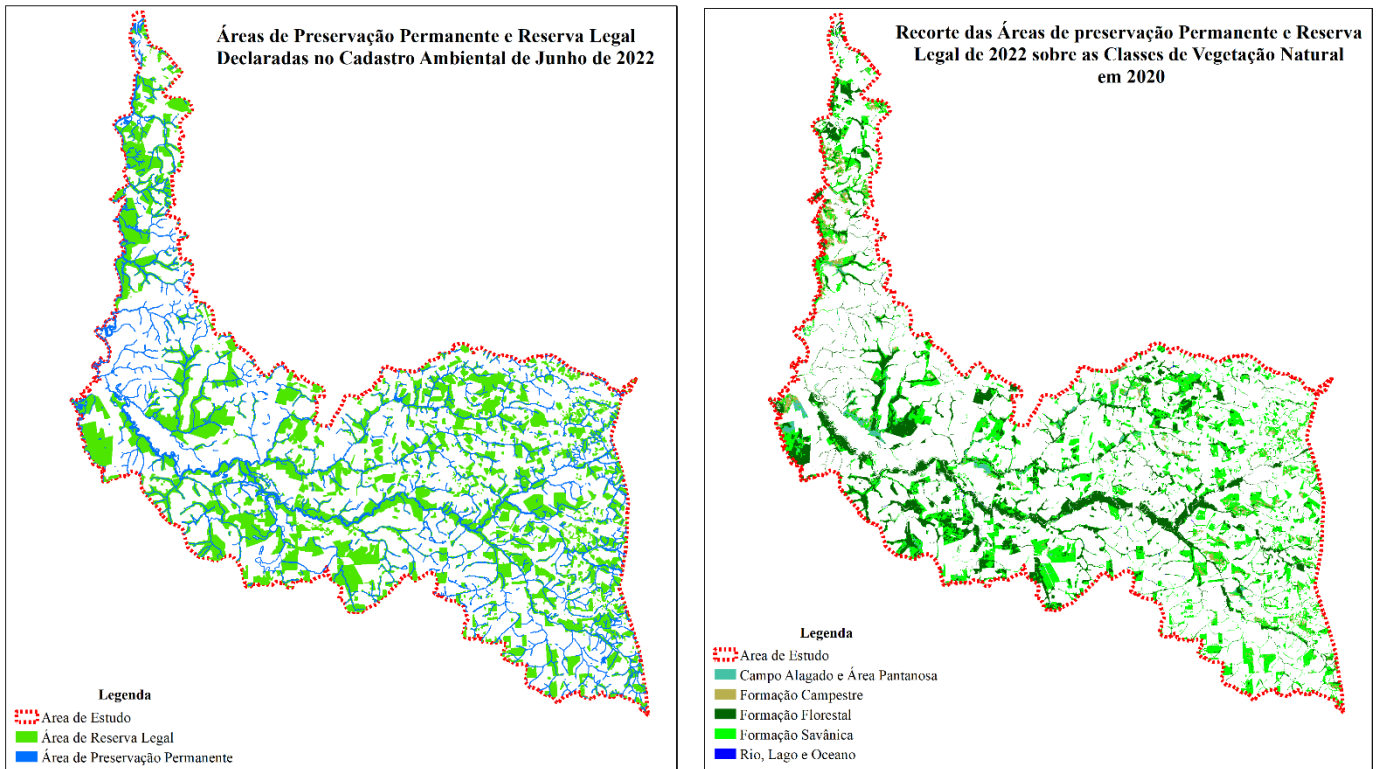 Áreas de Preservação Permanente e Reserva Legal
Declaradas no Cadastro Ambiental de Junho de 2022
Legenda
Area de Estudo
Área de Reserva Legal
Área de Preservação Permanente
Recorte das Áreas de preservação Permanente e Reserva
Legal de 2022 sobre as Classes de Vegetação Natural
em 2020
Legenda
Area de Estudo
Campo Alagado e Área Pantanosa
Formação Campestre
Formação Florestal
Formação Savânica
Rio, Lago e Oceano